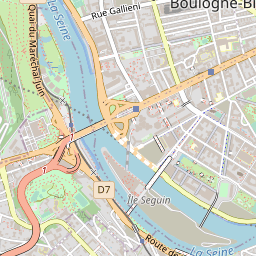 Boulogne-Bi
Rue Gallieni
La Seine
Quai du Maréchal Juin
D7
Île Seguin
La Seine
Route de